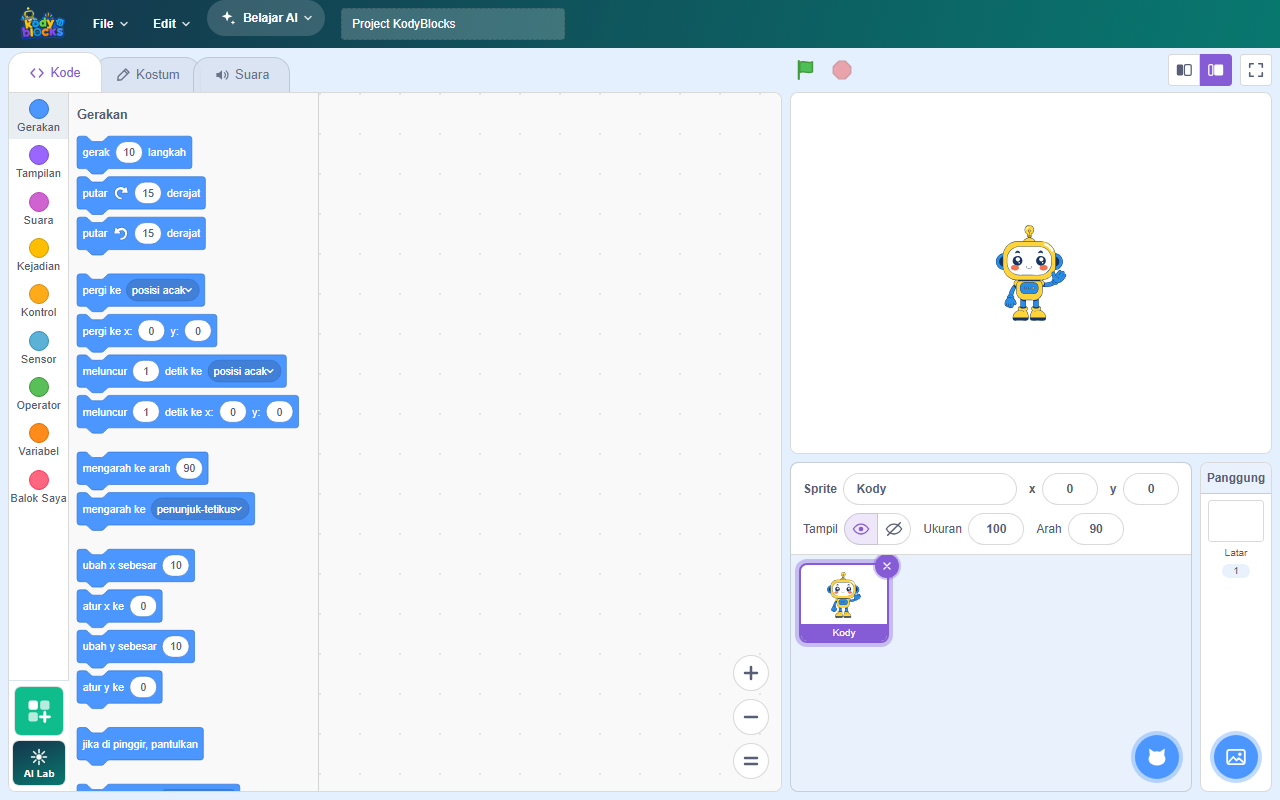 Kody blocks
File
Edit
Belajar AI
Project KodyBlocks
Kode
Kostum
Suara
Gerakan
Tampilan
Suara
Kejadian
Kontrol
Sensor
Operator
Variabel
Balok Saya
AI Lab
Gerakan
gerak 10 langkah
putar 15 derajat
putar 15 derajat
pergi ke posisi acak
pergi ke x: 0 y: 0
meluncur 1 detik ke posisi acak
meluncur 1 detik ke x: 0 y: 0
mengarah ke arah 90
mengarah ke penunjuk-tetikus
ubah x sebesar 10
atur x ke 0
ubah y sebesar 10
atur y ke 0
jika di pinggir, pantulkan
Sprite Kody x 0 y 0
Tampil Ukuran 100 Arah 90
Kody
Panggung
Latar
1